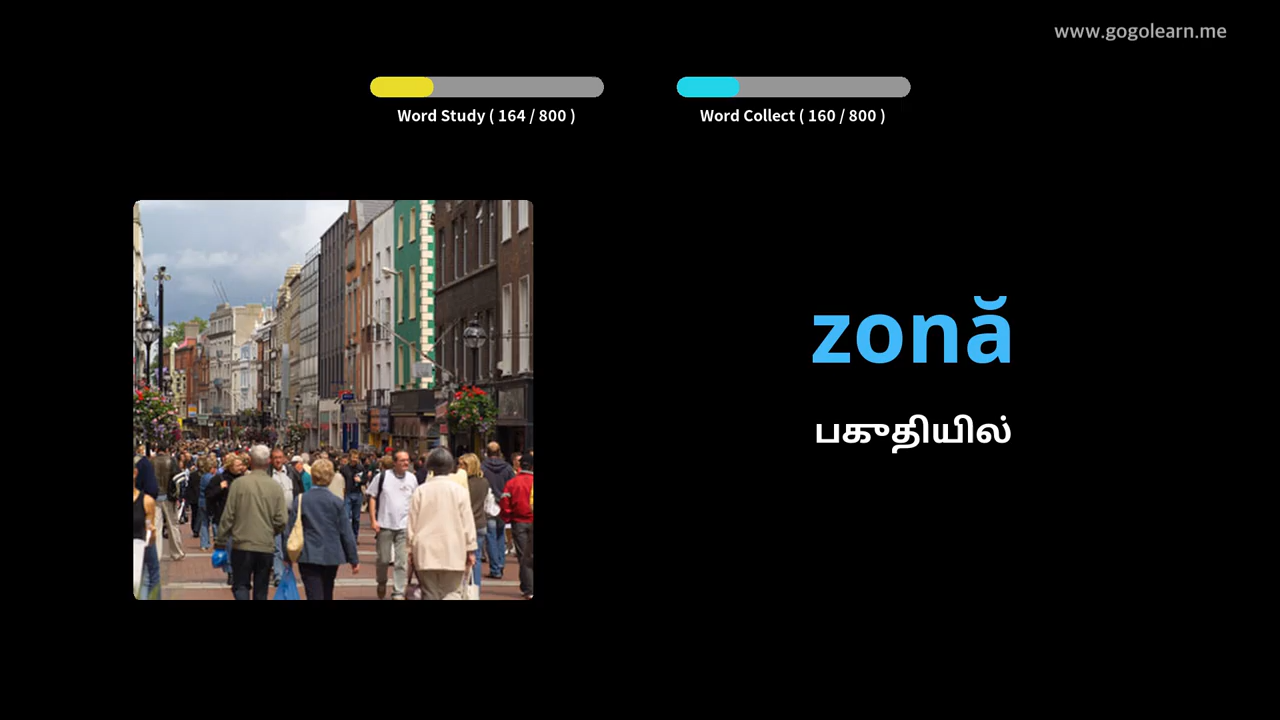 www.gogolearn.me
Word Study ( 164 / 800 )
Word Collect ( 160 / 800 )
zonă
பகுதியில்